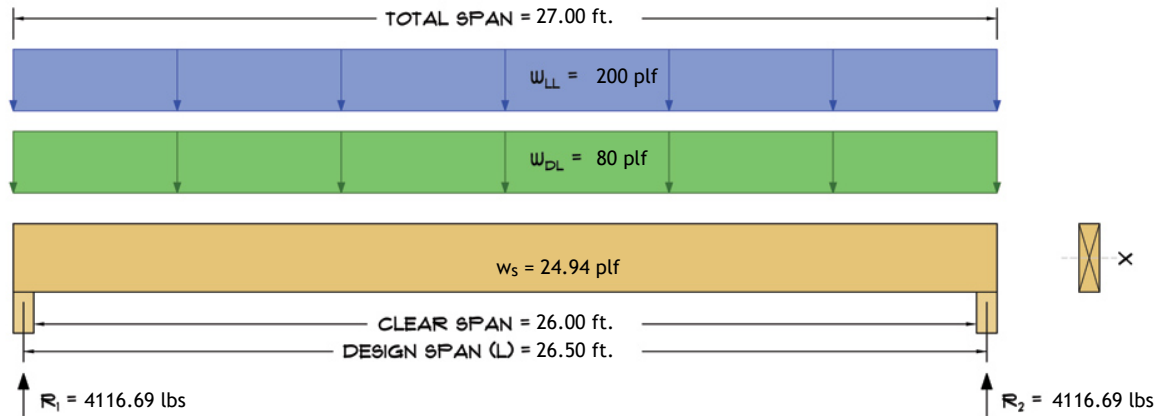 TOTAL SPAN = 27.00 ft.
WLL = 200 plf
WDL = 80 plf
ws = 24.94 plf
X
CLEAR SPAN = 26.00 ft.
DESIGN SPAN (L) = 26.50 ft.
R1 = 4116.69 lbs
R2 = 4116.69 lbs